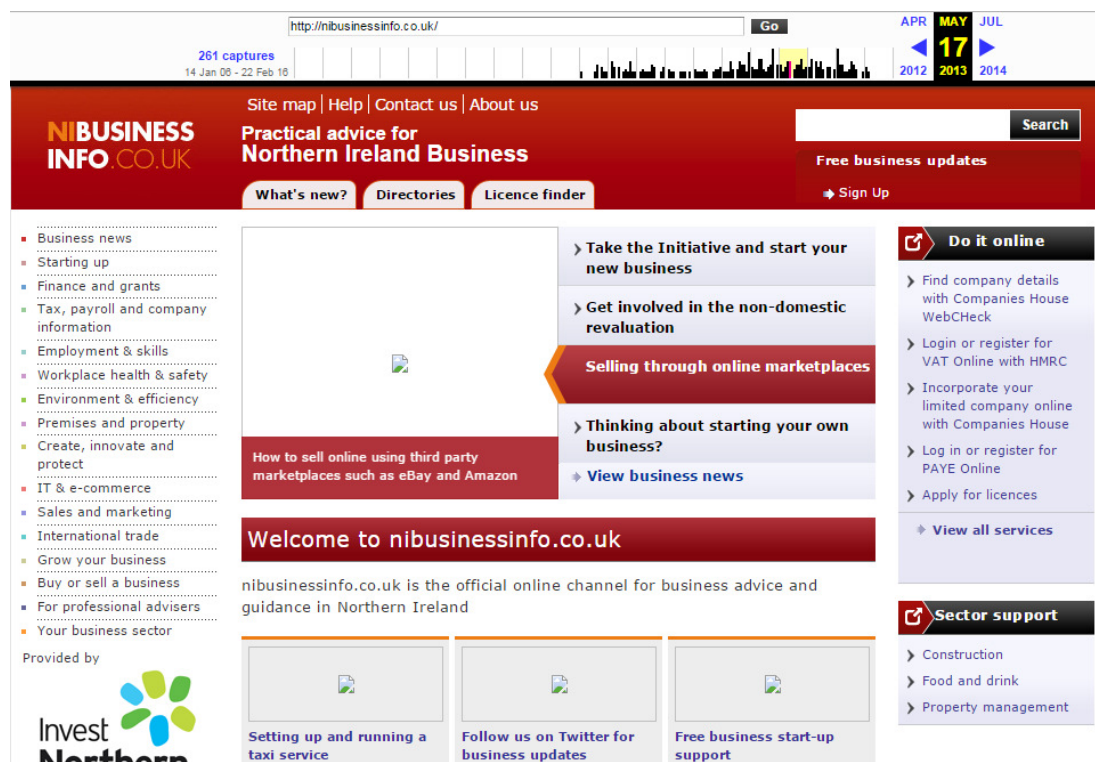 http://nibusinessinfo.co.uk/
Go
APR MAY JUL
261 captures
17
14 Jan 06 - 22 Feb 16
2012 2013 2014
Site map | Help | Contact us | About us
NIBUSINESS
INFO.CO.UK
Practical advice for
Northern Ireland Business
Search
Free business updates
Sign Up
What's new?
Directories
Licence finder
Business news
Starting up
Finance and grants
Tax, payroll and company
information
Employment & skills
Workplace health & safety
Environment & efficiency
Premises and property
Create, innovate and
protect
IT & e-commerce
Sales and marketing
International trade
Grow your business
Buy or sell a business
For professional advisers
Your business sector
Provided by
Invest
Northern
How to sell online using third party
marketplaces such as eBay and Amazon
Take the Initiative and start your
new business
Get involved in the non-domestic
revaluation
Selling through online marketplaces
Thinking about starting your own
business?
View business news
Welcome to nibusinessinfo.co.uk
nibusinessinfo.co.uk is the official online channel for business advice and
guidance in Northern Ireland
Setting up and running a
taxi service
Follow us on Twitter for
business updates
Free business start-up
support
Do it online
Find company details
with Companies House
WebCHeck
Login or register for
VAT Online with HMRC
Incorporate your
limited company online
with Companies House
Log in or register for
PAYE Online
Apply for licences
View all services
Sector support
Construction
Food and drink
Property management